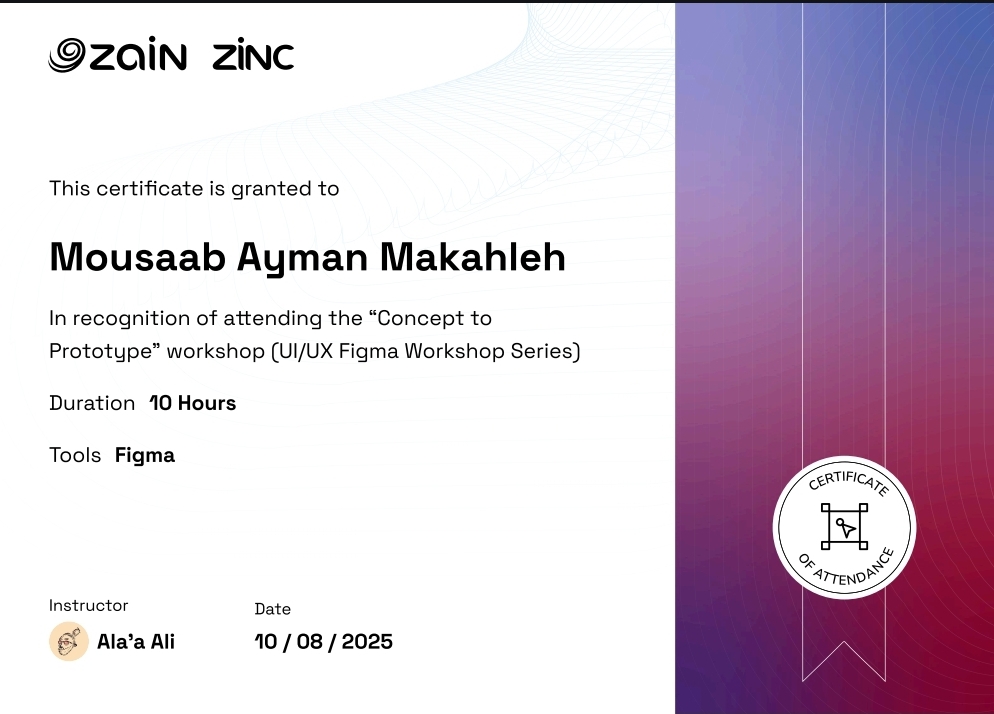 zain zinc
This certificate is granted to
Mousaab Ayman Makahleh
In recognition of attending the “Concept to
Prototype” workshop (UI/UX Figma Workshop Series)
Duration 10 Hours
Tools Figma
CERTIFICATE
OF ATTENDANCE
Instructor
Ala’a Ali
Date
10 / 08 / 2025